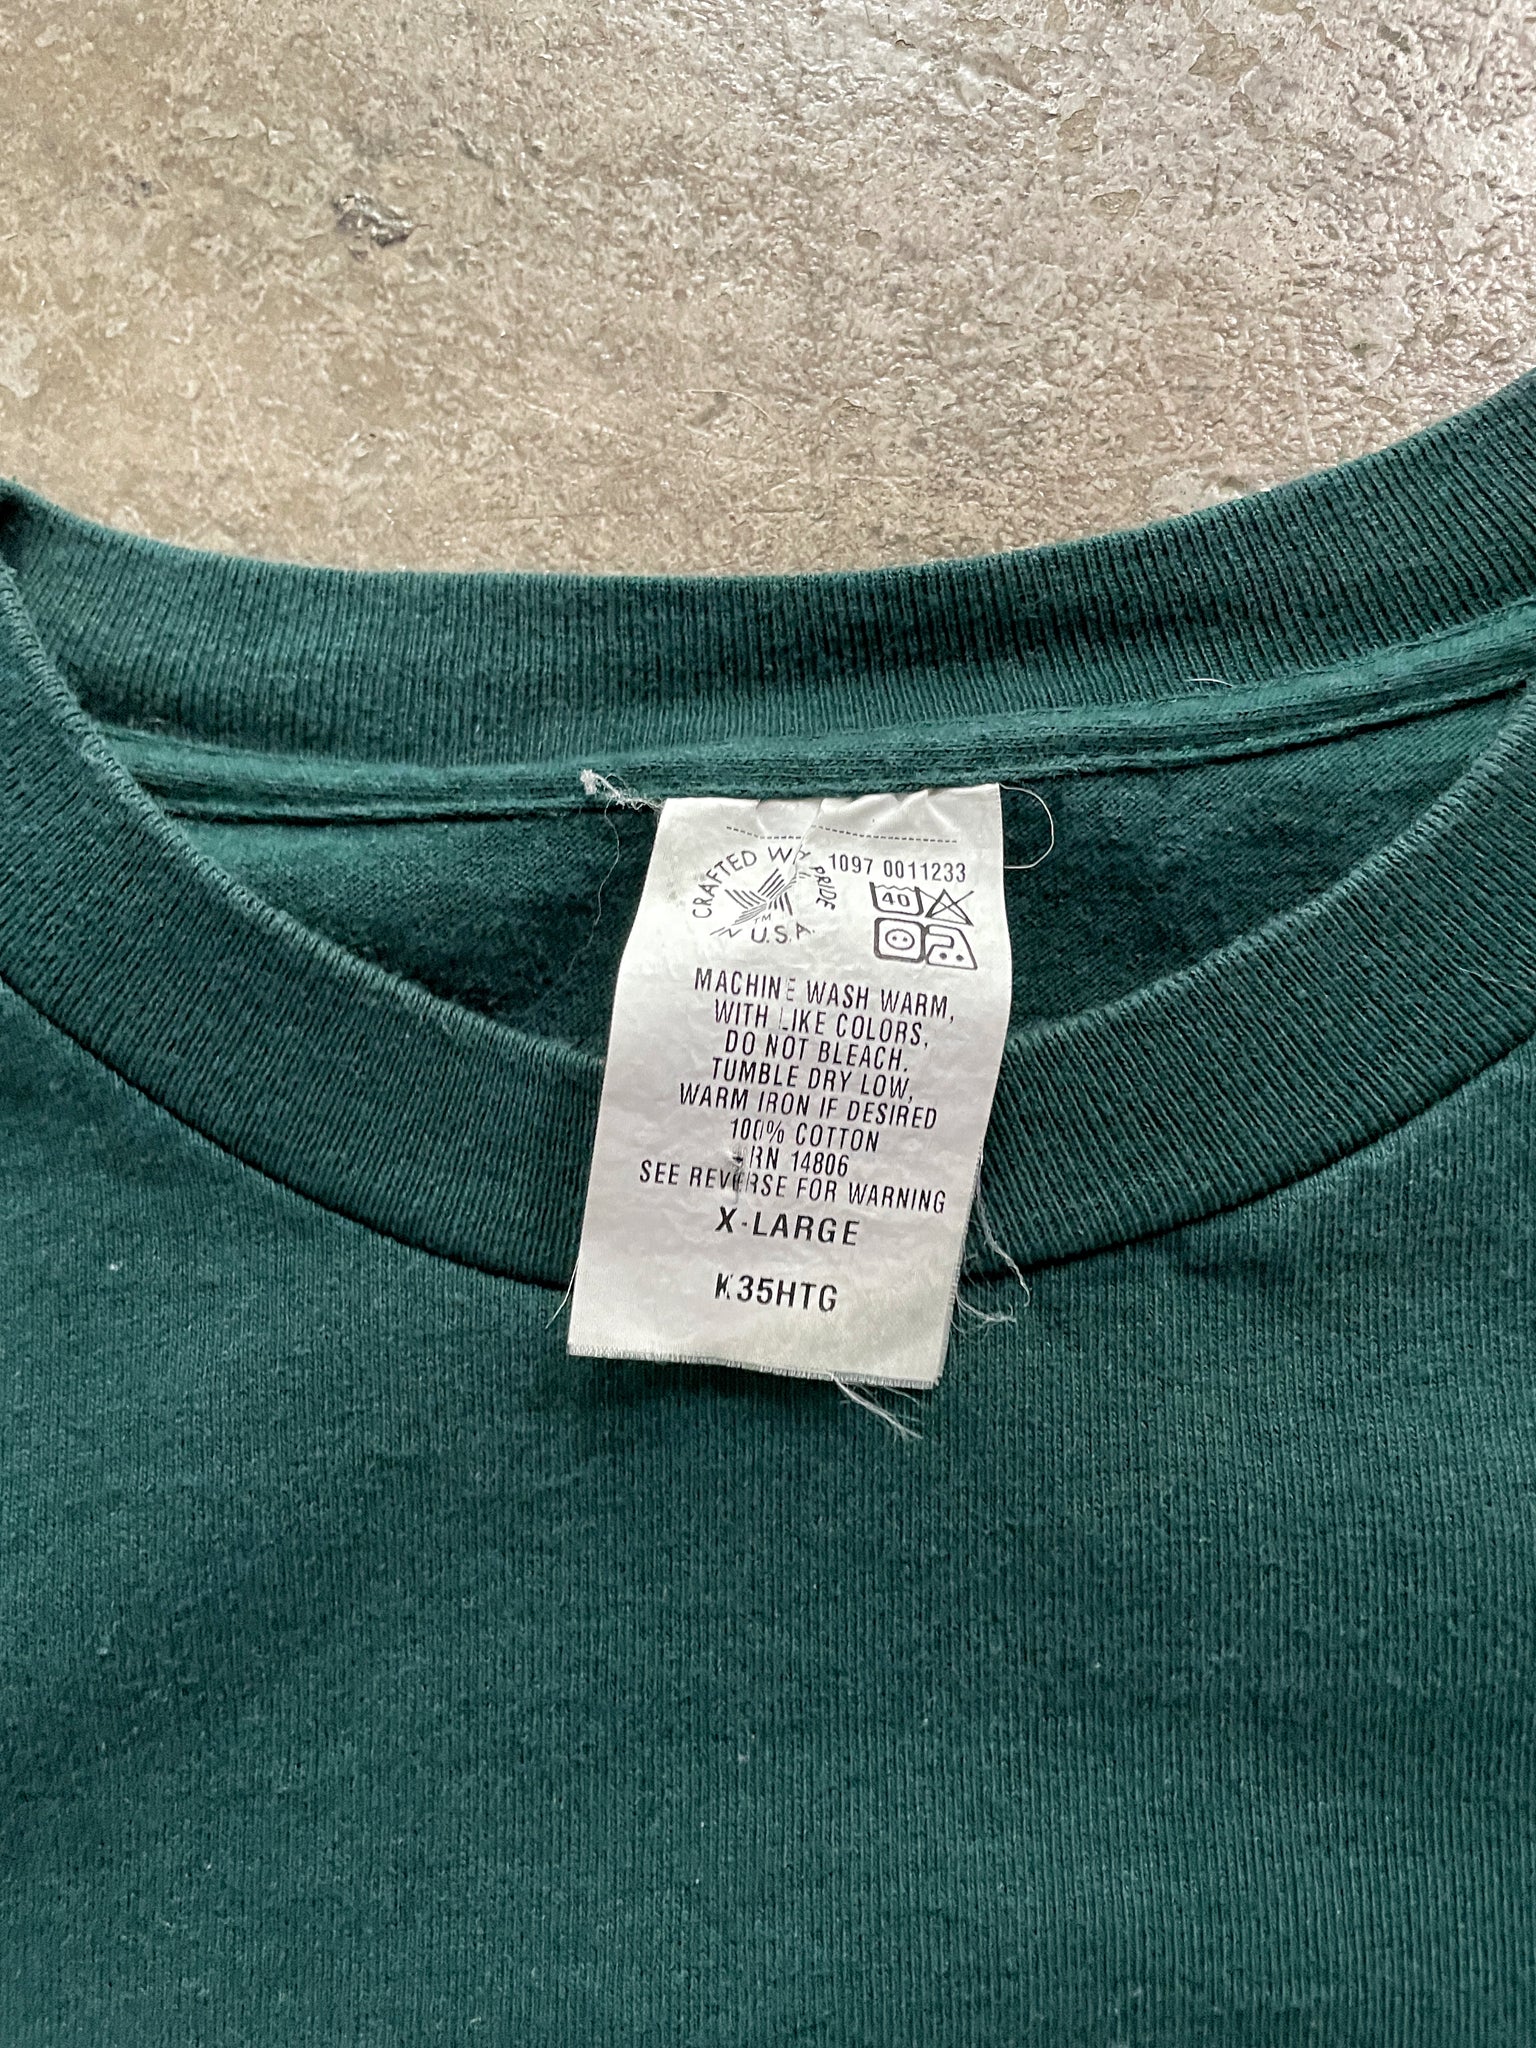 CRAFTED WITH PRIDE
IN U.S.A.
TM
1097 0011233
40
MACHINE WASH WARM,
WITH LIKE COLORS,
DO NOT BLEACH.
TUMBLE DRY LOW,
WARM IRON IF DESIRED
100% COTTON
RN 14806
SEE REVERSE FOR WARNING
X-LARGE
K35HTG